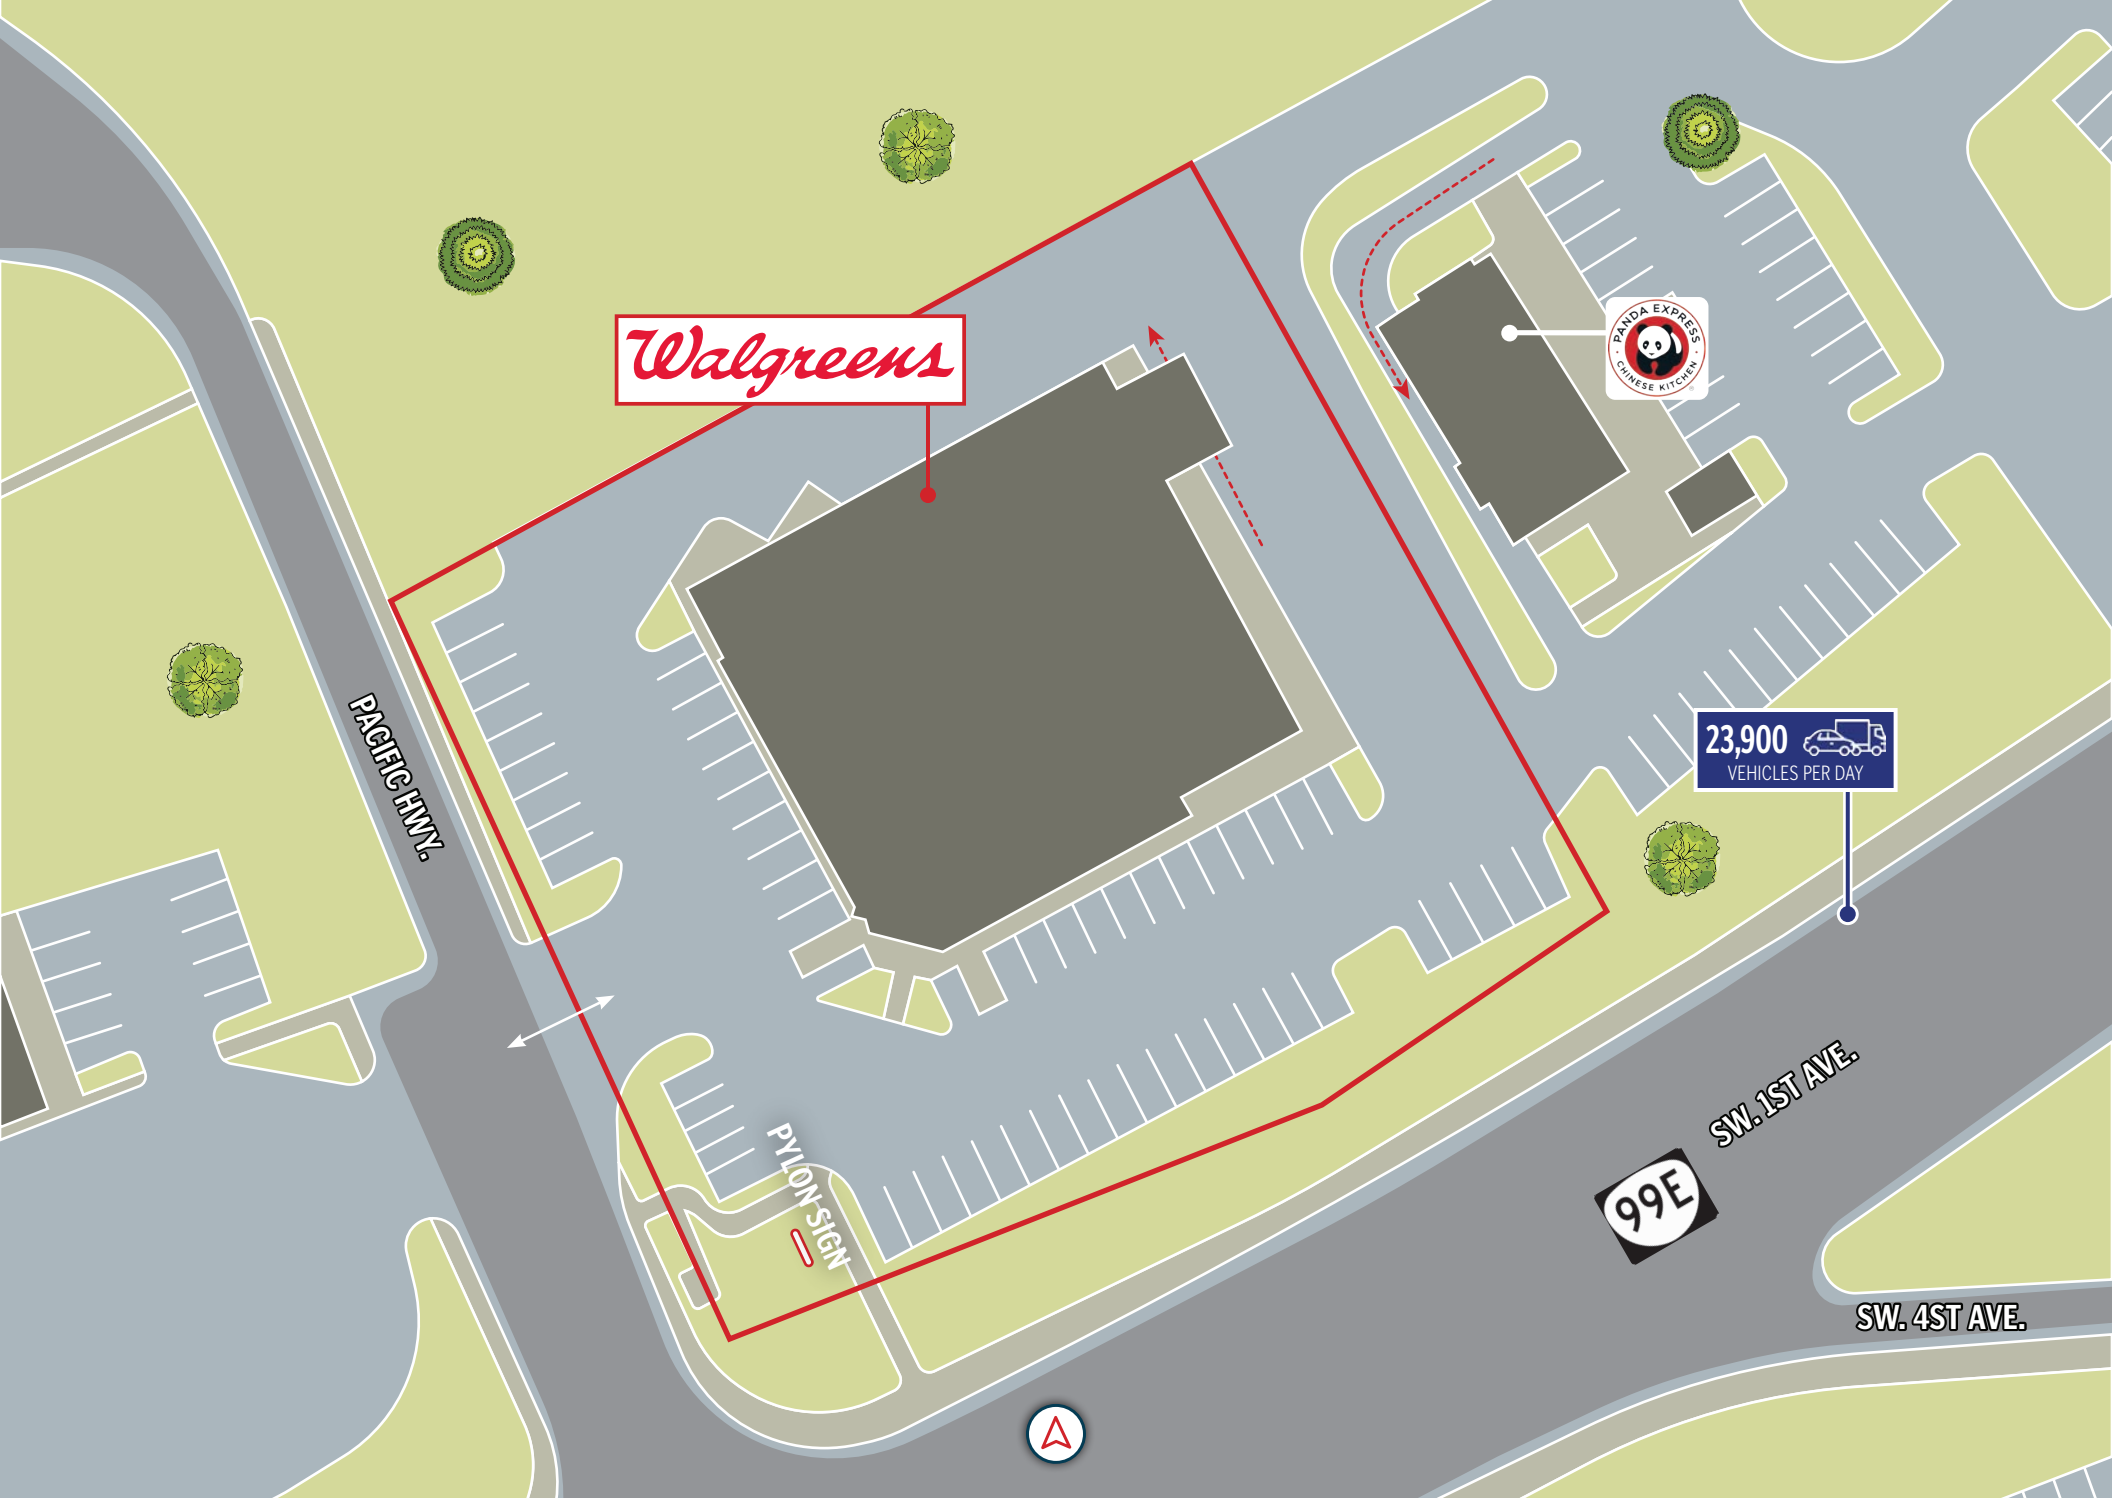 Walgreens
PANDA EXPRESS
CHINESE KITCHEN
®
PACIFIC HWY.
23,900
VEHICLES PER DAY
SW. 1ST AVE.
PYLON SIGN
99E
SW. 4ST AVE.